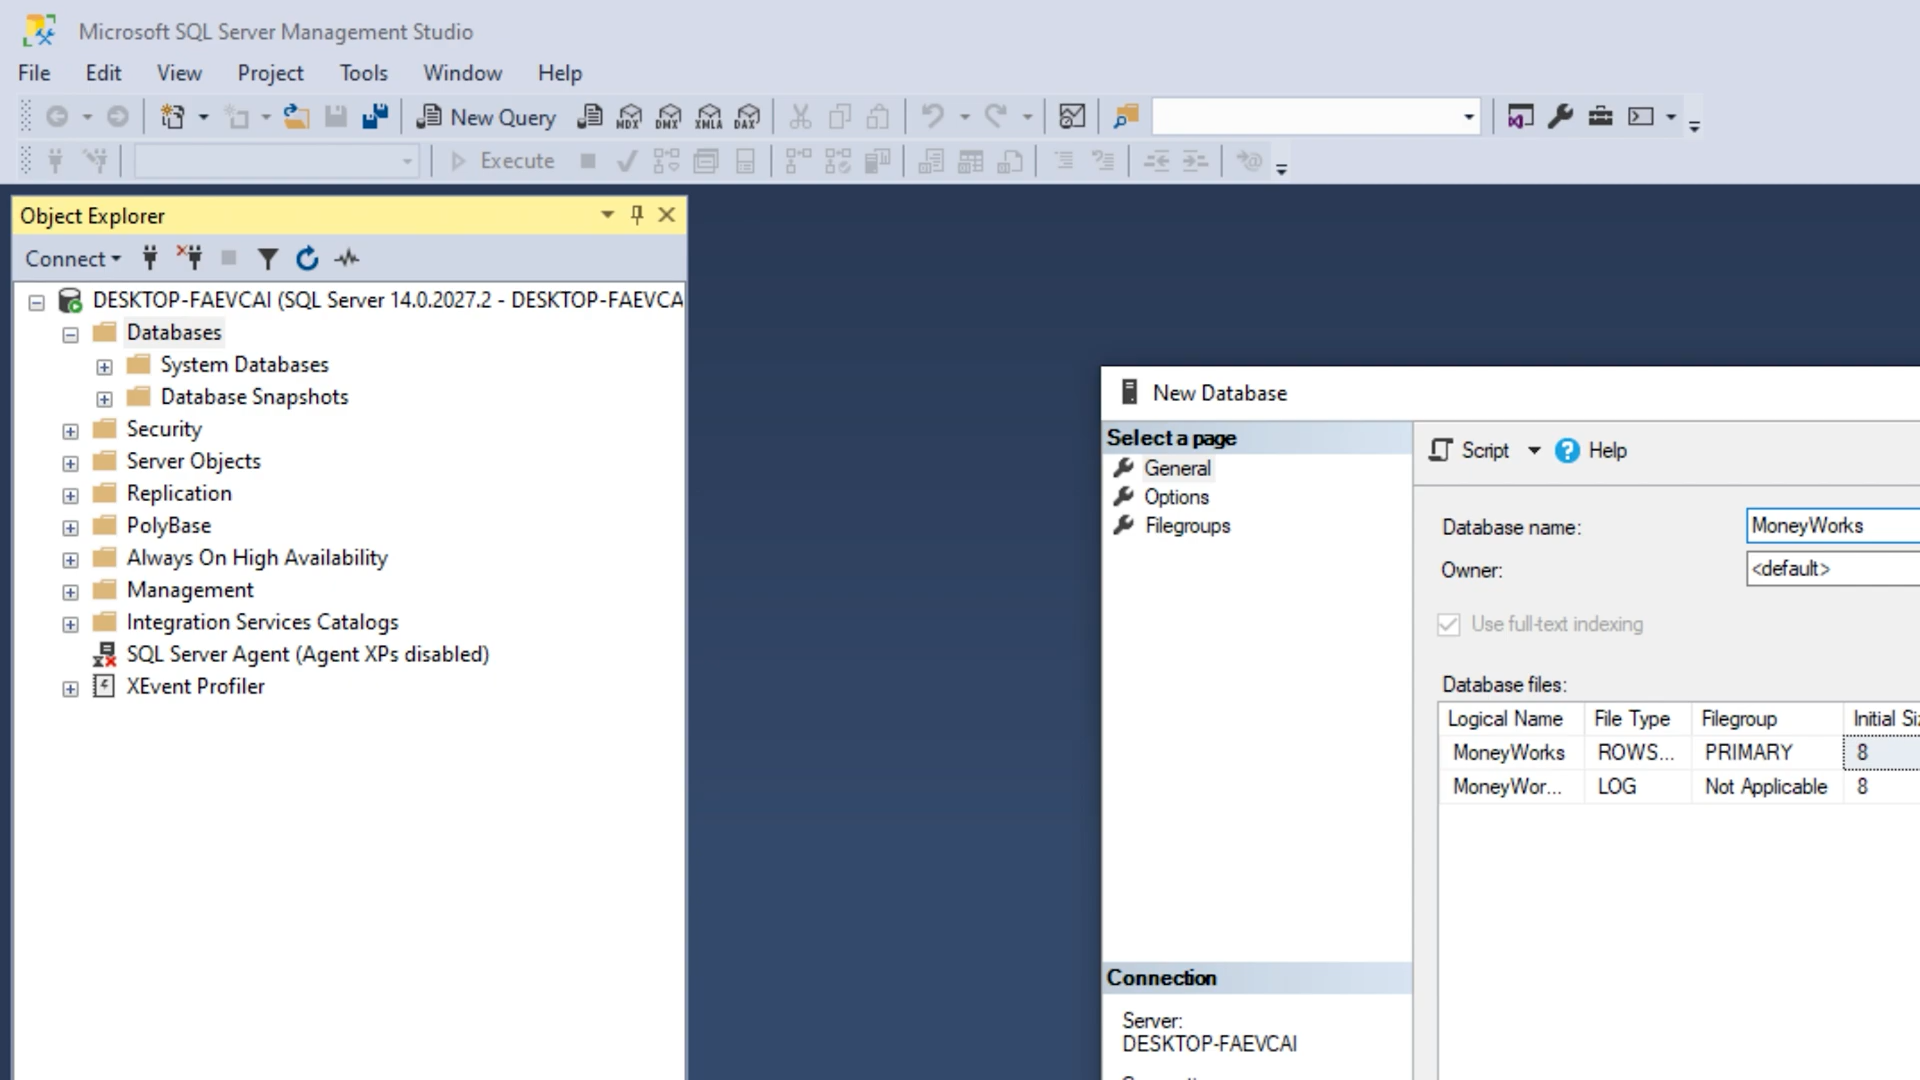 Microsoft SQL Server Management Studio
File Edit View Project Tools Window Help
New Query MDX DMX XMLA DAX
Execute
Object Explorer
Connect
DESKTOP-FAEVCAI (SQL Server 14.0.2027.2 - DESKTOP-FAEVCA
Databases
System Databases
Database Snapshots
Security
Server Objects
Replication
PolyBase
Always On High Availability
Management
Integration Services Catalogs
SQL Server Agent (Agent XPs disabled)
XEvent Profiler
New Database
Select a page
General
Options
Filegroups
Connection
Server:
DESKTOP-FAEVCAI
Script Help
Database name: MoneyWorks
Owner: <default>
Use full-text indexing
Database files:
Logical Name File Type Filegroup Initial Siz
MoneyWorks ROWS... PRIMARY 8
MoneyWor... LOG Not Applicable 8